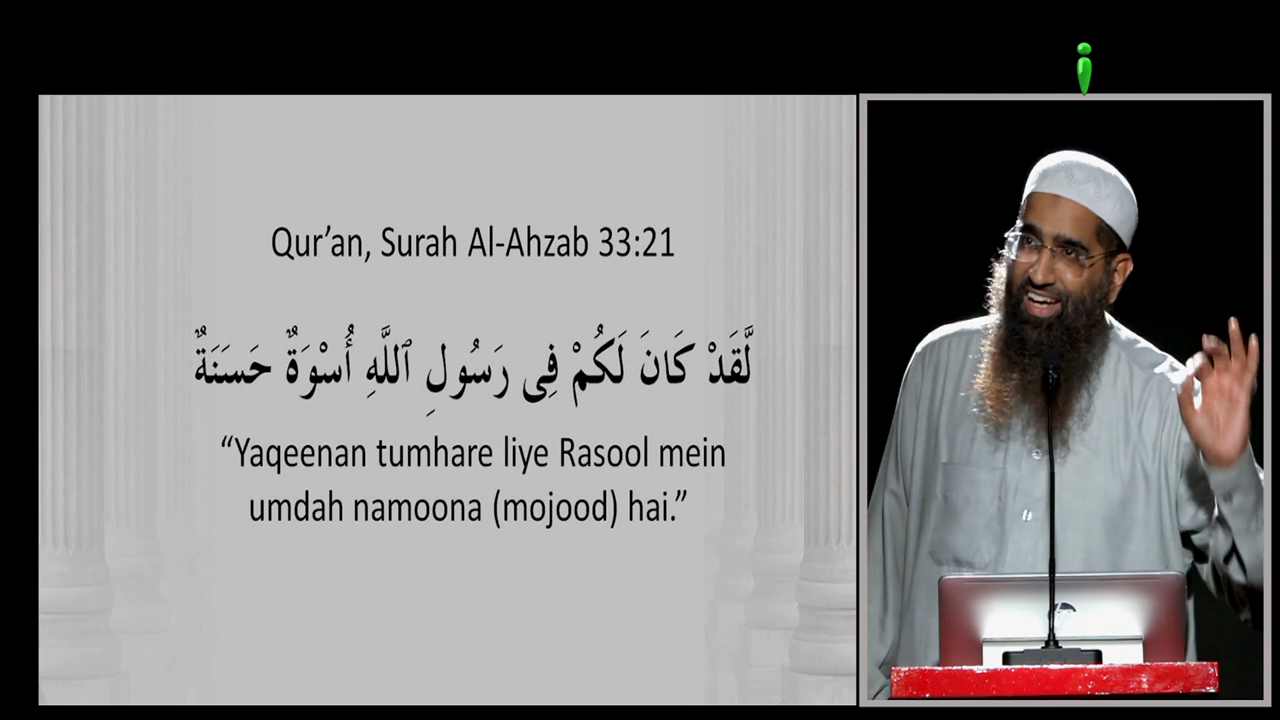 Qur’an, Surah Al-Ahzab 33:21
لَّقَدْ كَانَ لَكُمْ فِى رَسُولِ ٱللَّهِ أُسْوَةٌ حَسَنَةٌ
“Yaqeenan tumhare liye Rasool mein
umdah namoona (mojood) hai.”
i
hp